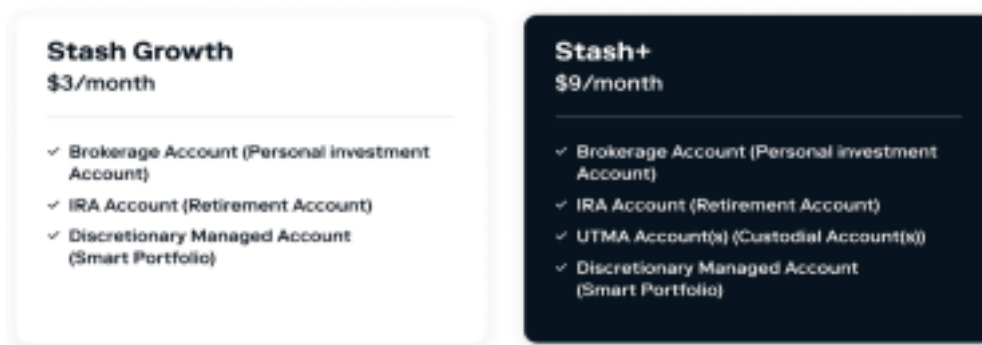 Stash Growth
$3/month
Brokerage Account (Personal investment
Account)
IRA Account (Retirement Account)
Discretionary Managed Account
(Smart Portfolio)
Stash+
$9/month
Brokerage Account (Personal investment
Account)
IRA Account (Retirement Account)
UTMA Account(s) (Custodial Account(s))
Discretionary Managed Account
(Smart Portfolio)